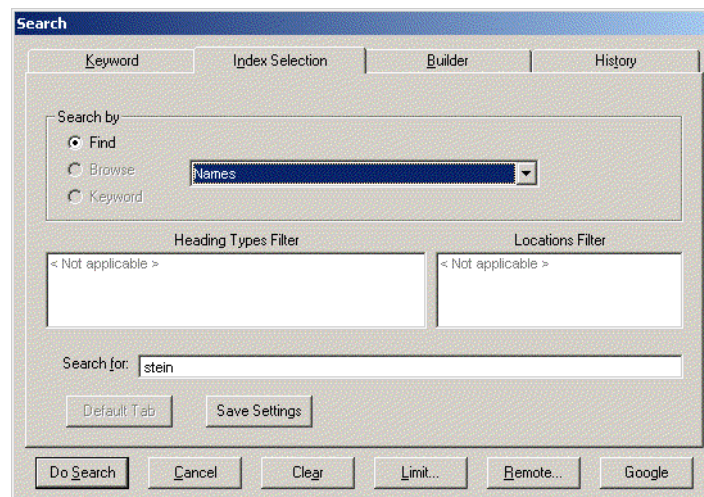 Search
Keyword Index Selection Builder History
Search by
Find
Browse
Names
Keyword
Heading Types Filter Locations Filter
< Not applicable > < Not applicable >
Search for: stein
Default Tab Save Settings
Do Search Cancel Clear Limit... Remote... Google